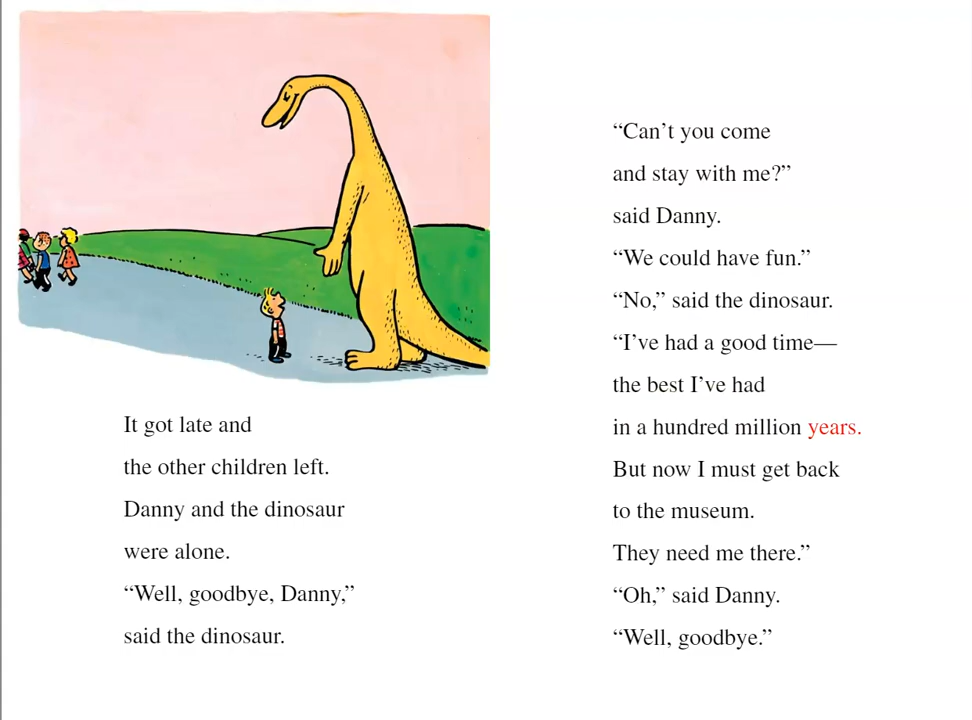 It got late and
the other children left.
Danny and the dinosaur
were alone.
“Well, goodbye, Danny,”
said the dinosaur.
“Can’t you come
and stay with me?”
said Danny.
“We could have fun.”
“No,” said the dinosaur.
“I’ve had a good time—
the best I’ve had
in a hundred million years.
But now I must get back
to the museum.
They need me there.”
“Oh,” said Danny.
“Well, goodbye.”